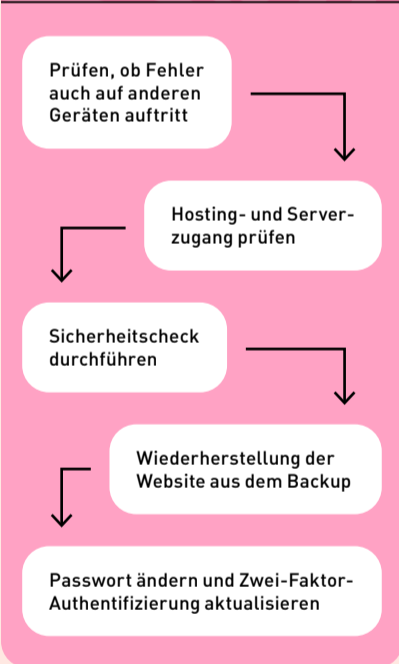 Prüfen, ob Fehler
auch auf anderen
Geräten auftritt
Hosting- und Server-
zugang prüfen
Sicherheitscheck
durchführen
Wiederherstellung der
Website aus dem Backup
Passwort ändern und Zwei-Faktor-
Authentifizierung aktualisieren